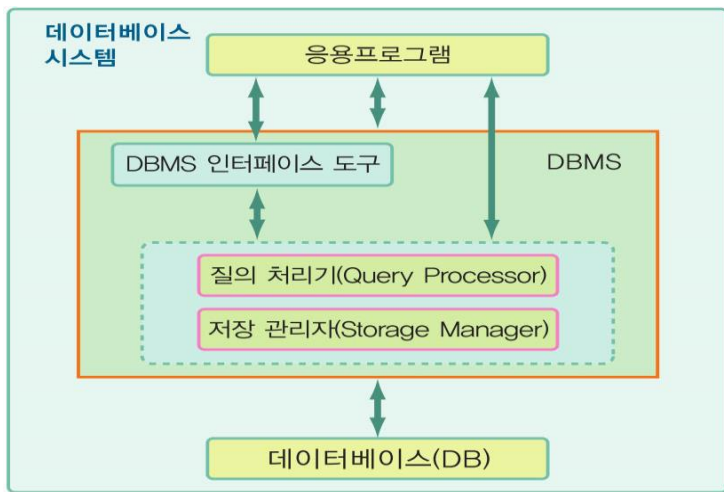 데이터베이스
시스템
응용프로그램
DBMS 인터페이스 도구
DBMS
질의 처리기(Query Processor)
저장 관리자(Storage Manager)
데이터베이스(DB)